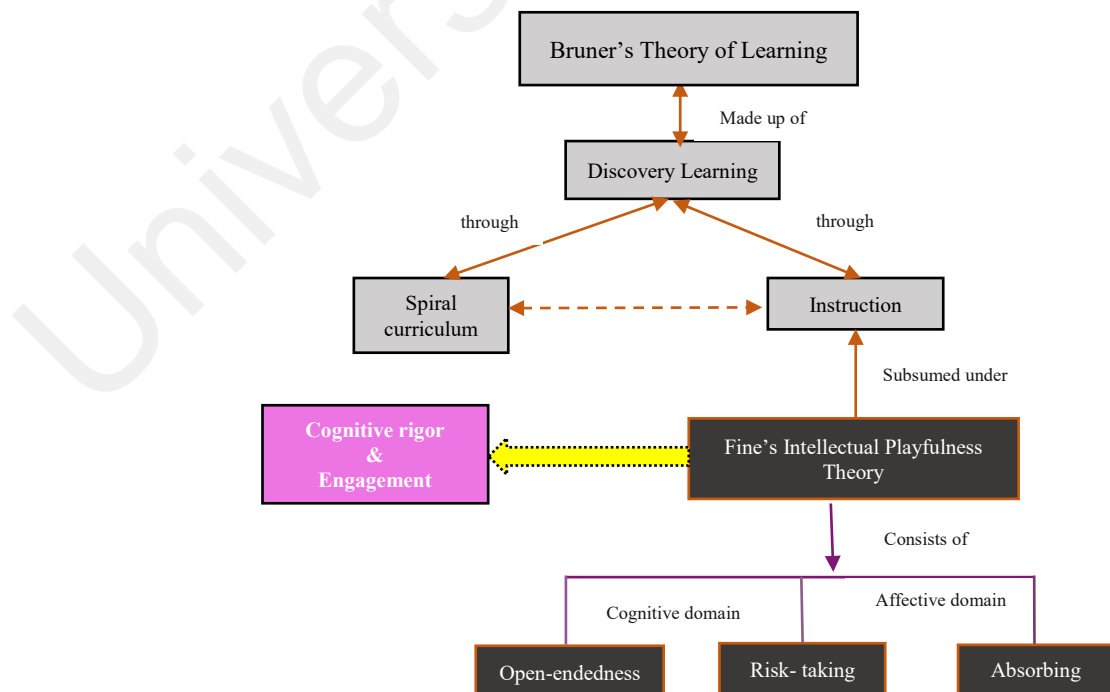 Univers
Bruner's Theory of Learning
Made up of
Discovery Learning
through
through
Spiral
curriculum
Instruction
Subsumed under
Cognitive rigor
&
Engagement
Fine's Intellectual Playfulness
Theory
Consists of
Cognitive domain
Affective domain
Open-endedness
Risk- taking
Absorbing